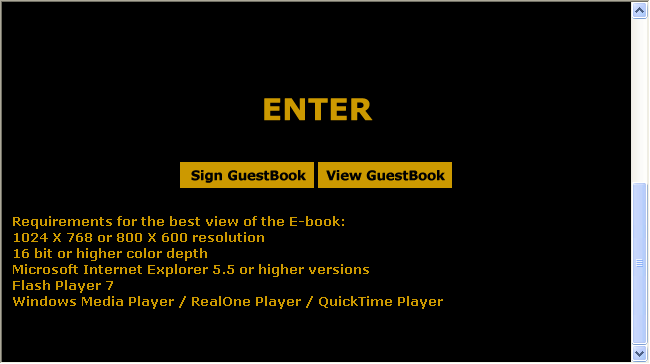 ENTER
Sign GuestBook View GuestBook
Requirements for the best view of the E-book:
1024 X 768 or 800 X 600 resolution
16 bit or higher color depth
Microsoft Internet Explorer 5.5 or higher versions
Flash Player 7
Windows Media Player / RealOne Player / QuickTime Player